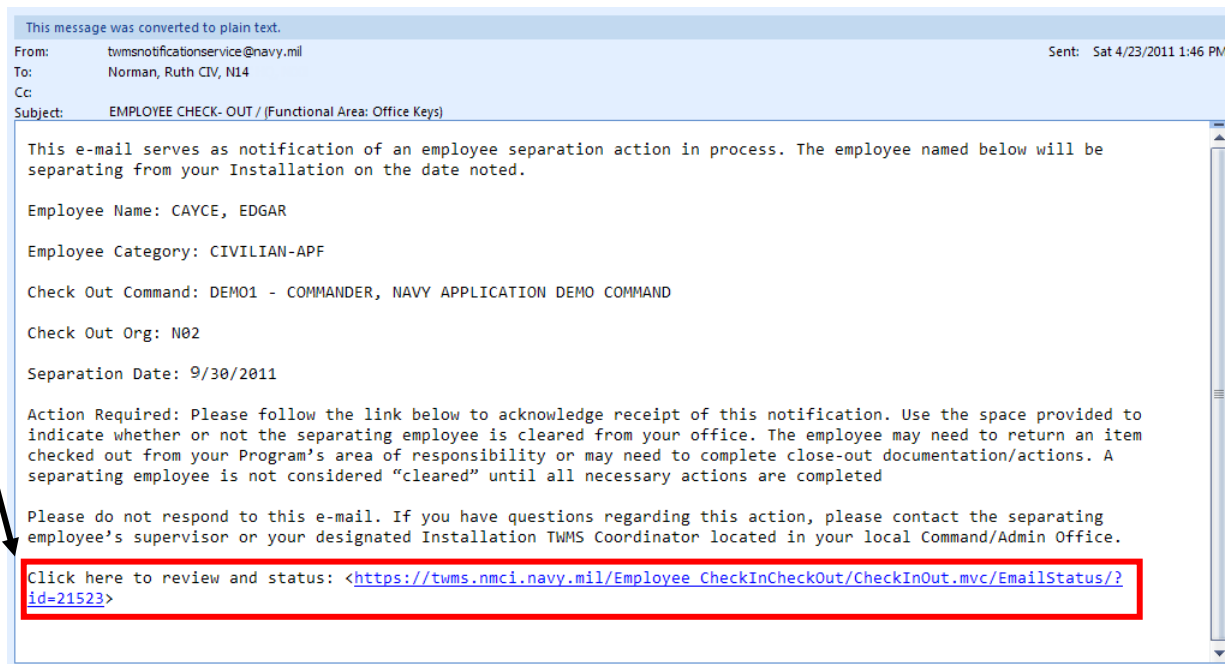 This message was converted to plain text.
From: twmsnotificationservice@navy.mil Sent: Sat 4/23/2011 1:46 PM
To: Norman, Ruth CIV, N14
Cc:
Subject: EMPLOYEE CHECK- OUT / (Functional Area: Office Keys)
This e-mail serves as notification of an employee separation action in process. The employee named below will be
separating from your Installation on the date noted.
Employee Name: CAYCE, EDGAR
Employee Category: CIVILIAN-APF
Check Out Command: DEMO1 - COMMANDER, NAVY APPLICATION DEMO COMMAND
Check Out Org: N02
Separation Date: 9/30/2011
Action Required: Please follow the link below to acknowledge receipt of this notification. Use the space provided to
indicate whether or not the separating employee is cleared from your office. The employee may need to return an item
checked out from your Program’s area of responsibility or may need to complete close-out documentation/actions. A
separating employee is not considered “cleared” until all necessary actions are completed
Please do not respond to this e-mail. If you have questions regarding this action, please contact the separating
employee’s supervisor or your designated Installation TWMS Coordinator located in your local Command/Admin Office.
Click here to review and status: <https://twms.nmci.navy.mil/Employee_CheckInCheckOut/CheckInOut.mvc/EmailStatus/?
id=21523>